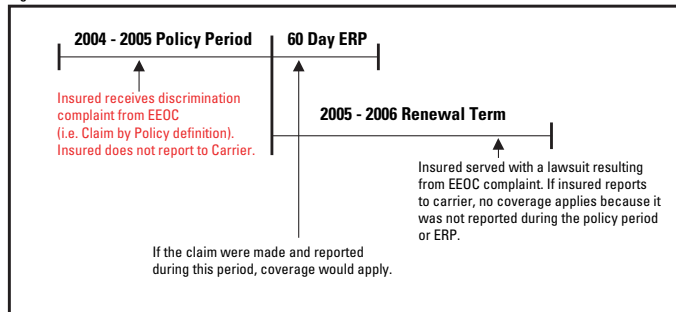 2004 - 2005 Policy Period
60 Day ERP
Insured receives discrimination
complaint from EEOC
(i.e. Claim by Policy definition).
Insured does not report to Carrier.
2005 - 2006 Renewal Term
Insured served with a lawsuit resulting
from EEOC complaint. If insured reports
to carrier, no coverage applies because it
was not reported during the policy period
or ERP.
If the claim were made and reported
during this period, coverage would apply.